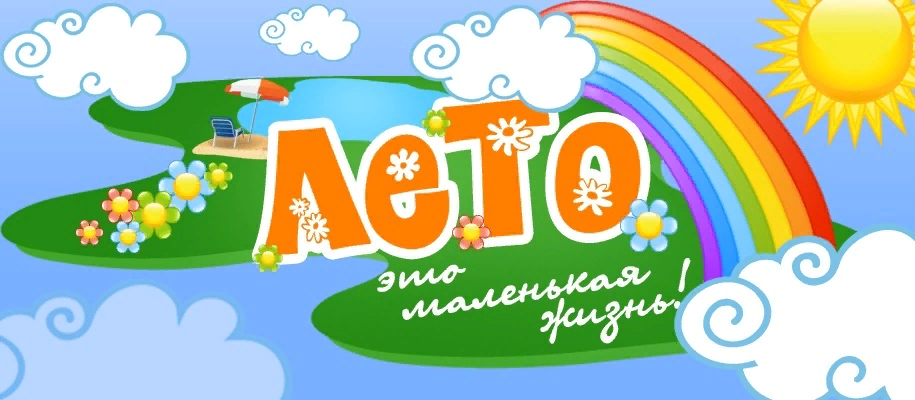 Лето
это
маленькая
жизнь!